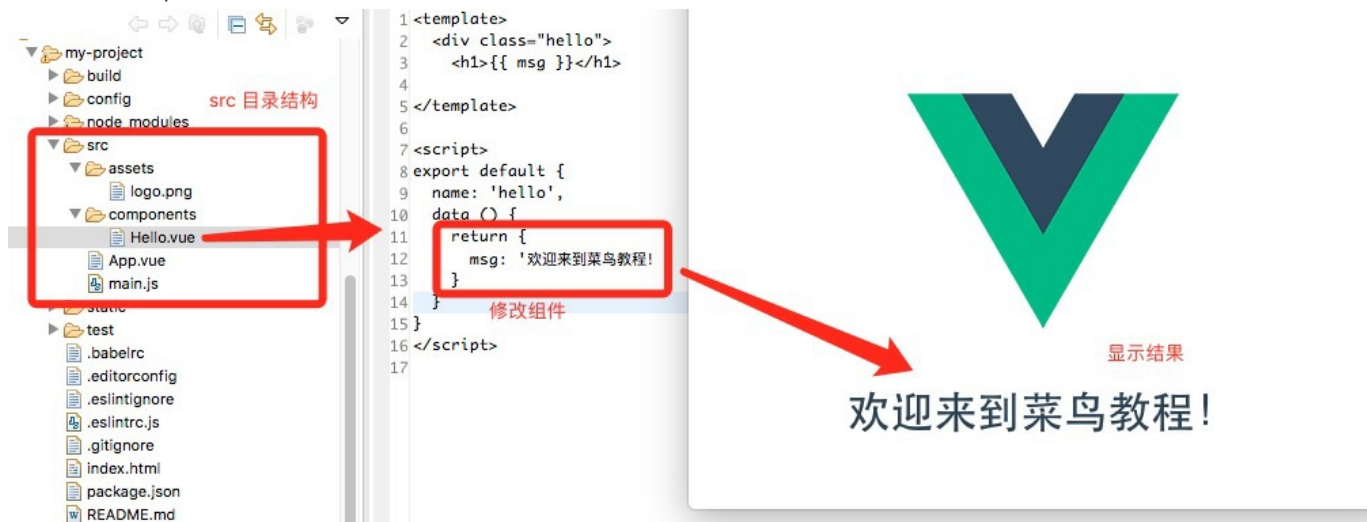 my-project
build
config
src 目录结构
node_modules
src
assets
logo.png
components
Hello.vue
App.vue
main.js
static
test
.babelrc
.editorconfig
.eslintignore
.eslintrc.js
.gitignore
index.html
package.json
README.md
1 <template>
2 <div class="hello">
3 <h1>{{ msg }}</h1>
4
5 </template>
6
7 <script>
8 export default {
9 name: 'hello',
10 data () {
11 return {
12 msg: '欢迎来到菜鸟教程!
13 }
14 }
修改组件
15 }
16 </script>
17
显示结果
欢迎来到菜鸟教程!